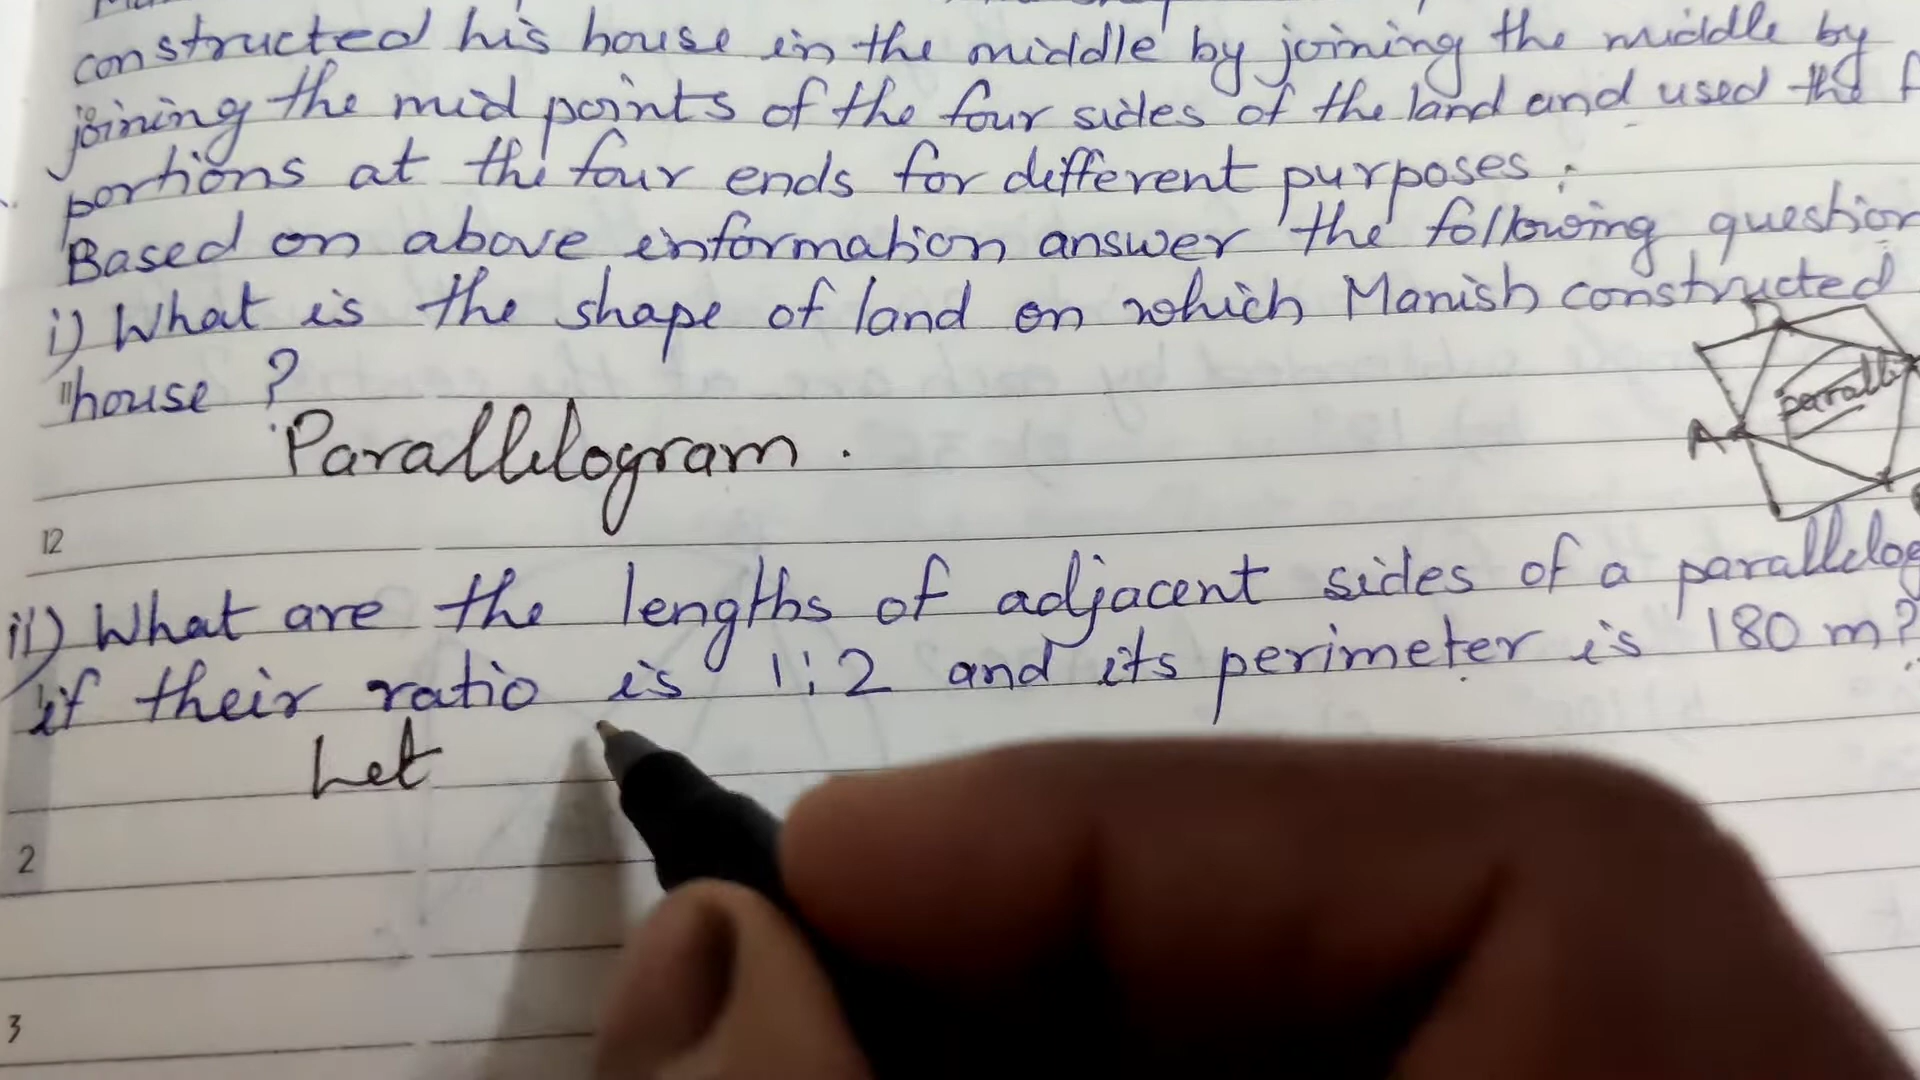 constructed his house in the middle by joining the middle by
joining the mid points of the four sides of the land and used the
portions at the four ends for different purposes.
Based on above information answer the following question
i) What is the shape of land on which Manish constructed
house ?
D
parall
A
Parallelogram .
12
ii) What are the lengths of adjacent sides of a parallelog
if their ratio is 1:2 and its perimeter is 180 m?
Let
2
3